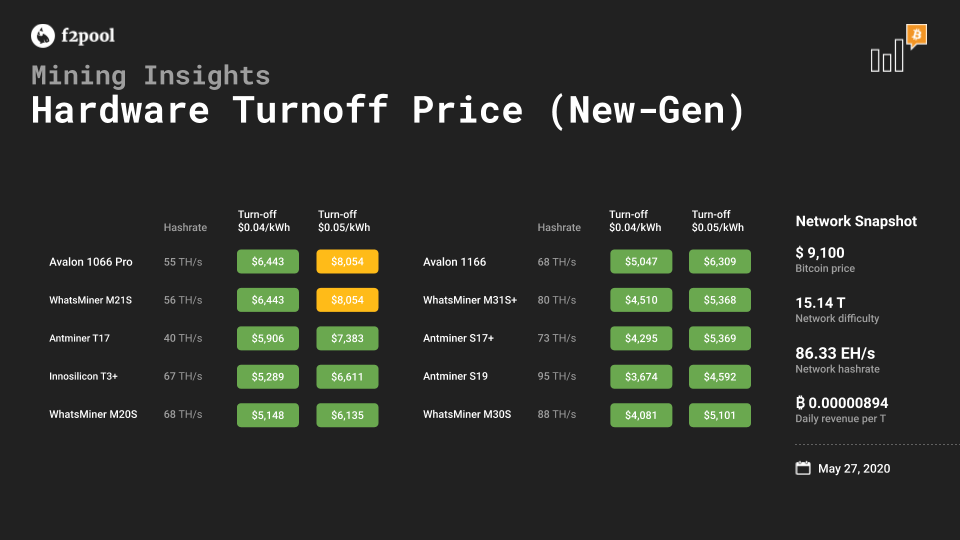 f2pool
Mining Insights
Hardware Turnoff Price (New-Gen)
Hashrate Turn-off $0.04/kWh Turn-off $0.05/kWh
Avalon 1066 Pro 55 TH/s $6,443 $8,054
WhatsMiner M21S 56 TH/s $6,443 $8,054
Antminer T17 40 TH/s $5,906 $7,383
Innosilicon T3+ 67 TH/s $5,289 $6,611
WhatsMiner M20S 68 TH/s $5,148 $6,135
Hashrate Turn-off $0.04/kWh Turn-off $0.05/kWh
Avalon 1166 68 TH/s $5,047 $6,309
WhatsMiner M31S+ 80 TH/s $4,510 $5,368
Antminer S17+ 73 TH/s $4,295 $5,369
Antminer S19 95 TH/s $3,674 $4,592
WhatsMiner M30S 88 TH/s $4,081 $5,101
Network Snapshot
$ 9,100
Bitcoin price
15.14 T
Network difficulty
86.33 EH/s
Network hashrate
₿ 0.00000894
Daily revenue per T
May 27, 2020